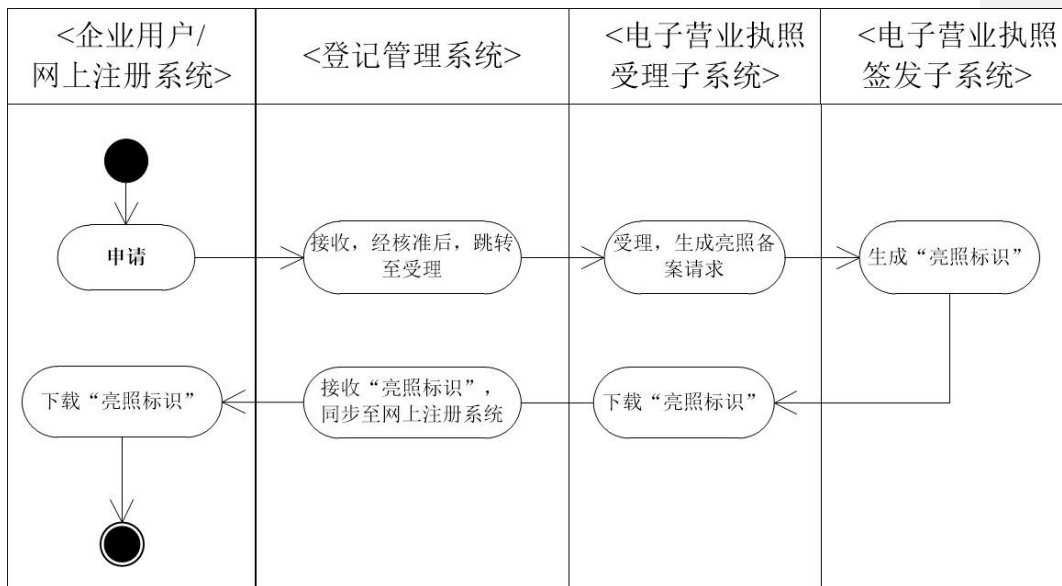 <企业用户/
网上注册系统>
<登记管理系统>
<电子营业执照
受理子系统>
<电子营业执照
签发子系统>
申请
接收，经核准后，跳转
至受理
受理，生成亮照备
案请求
生成“亮照标识”
下载“亮照标识”
接收“亮照标识”，
同步至网上注册系统
下载“亮照标识”